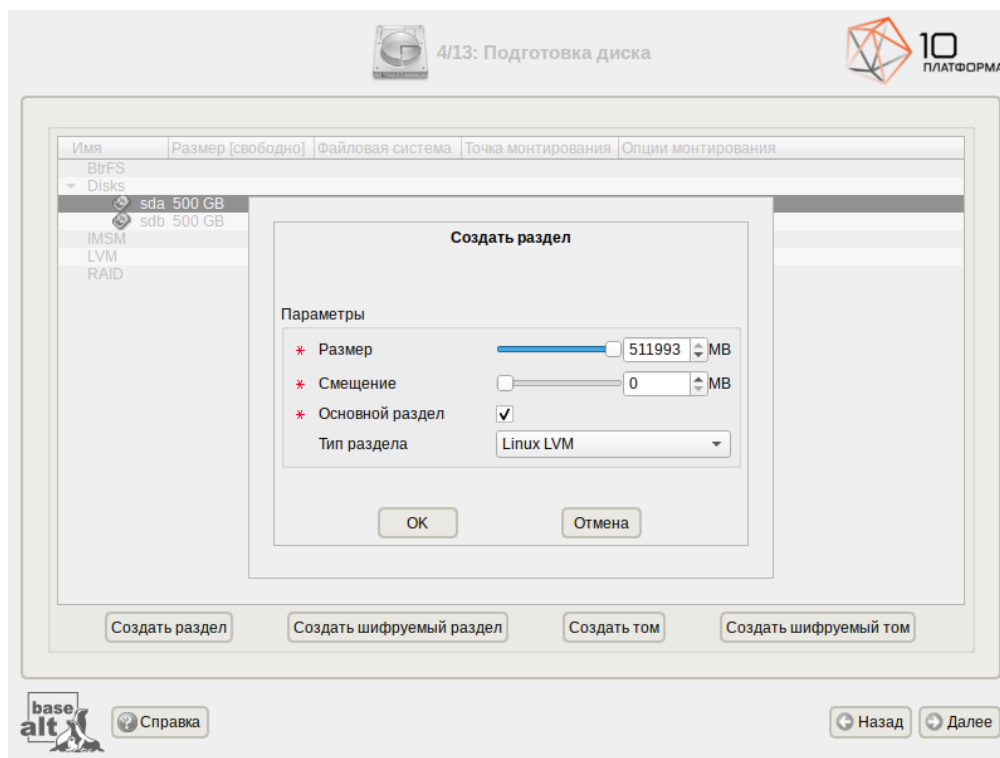 4/13: Подготовка диска
10
ПЛАТФОРМА
Имя Размер [свободно] Файловая система Точка монтирования Опции монтирования
BtrFS
Disks
sda 500 GB
sdb 500 GB
IMSM
LVM
RAID
Создать раздел
Параметры
* Размер 511993 MB
* Смещение 0 MB
* Основной раздел
Тип раздела Linux LVM
OK Отмена
Создать раздел Создать шифруемый раздел Создать том Создать шифруемый том
base
alt
Справка Назад Далее